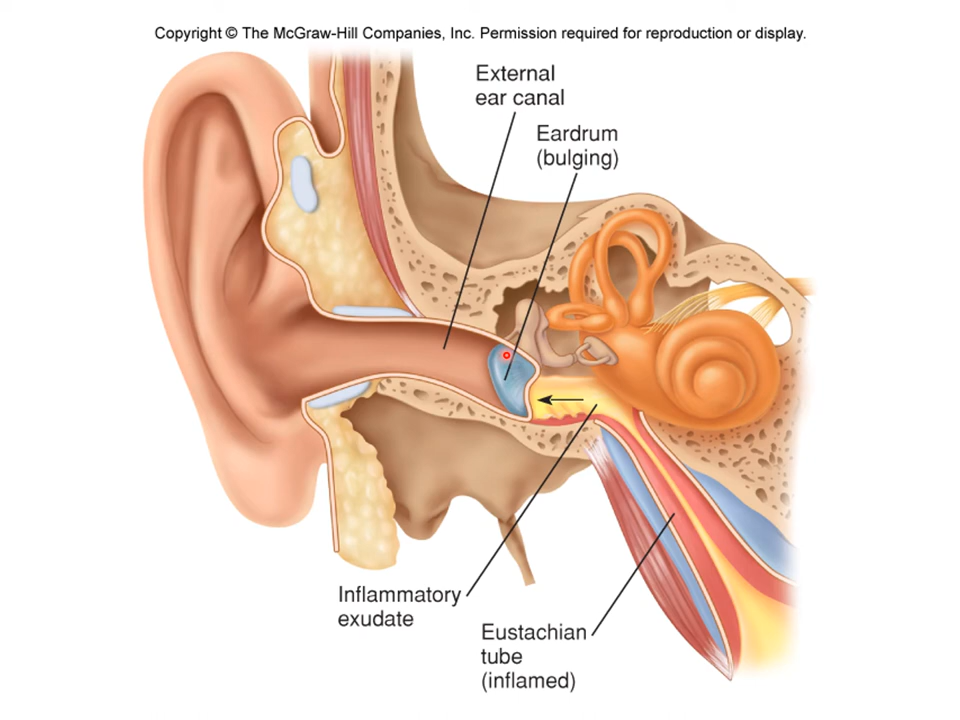 Copyright © The McGraw-Hill Companies, Inc. Permission required for reproduction or display.
External
ear canal
Eardrum
(bulging)
Inflammatory
exudate
Eustachian
tube
(inflamed)